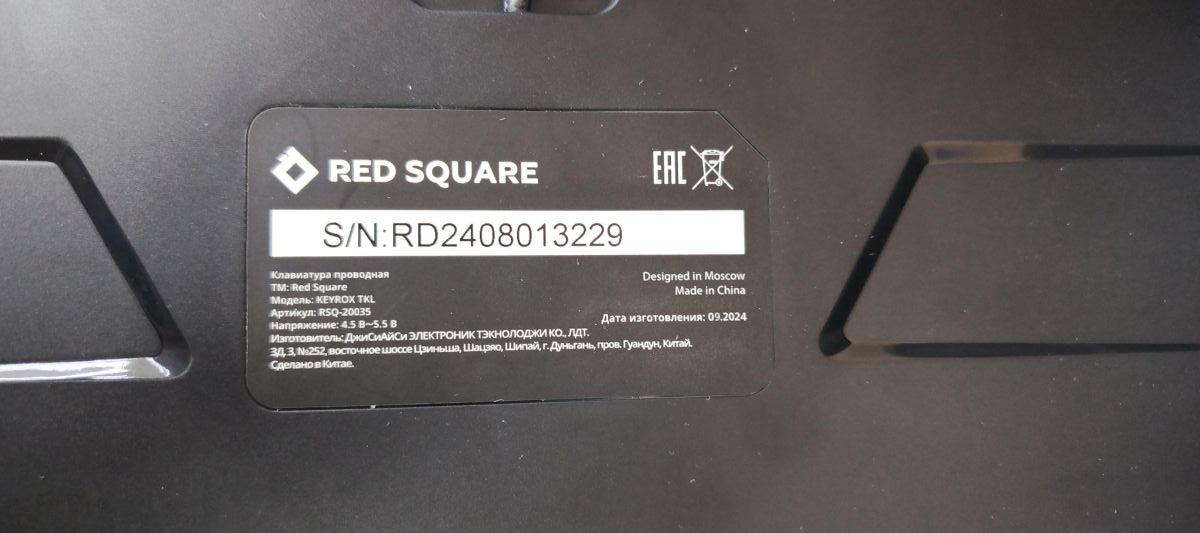 RED SQUARE
EAC
S/N:RD2408013229
Клавиатура проводная
TM: Red Square
Модель: KEYROX TKL
Артикул: RSQ-20035
Напряжение: 4.5 В~5.5 В
Designed in Moscow
Made in China
Дата изготовления: 09.2024
Изготовитель: ДжиСиАйСи ЭЛЕКТРОНИК ТЭКНОЛОДЖИ КО., ЛДТ.
ЗД. 3, №252, восточное шоссе Цзиньша, Шацзяо, Шипай, г. Дуньгань, пров. Гуандун, Китай.
Сделано в Китае.